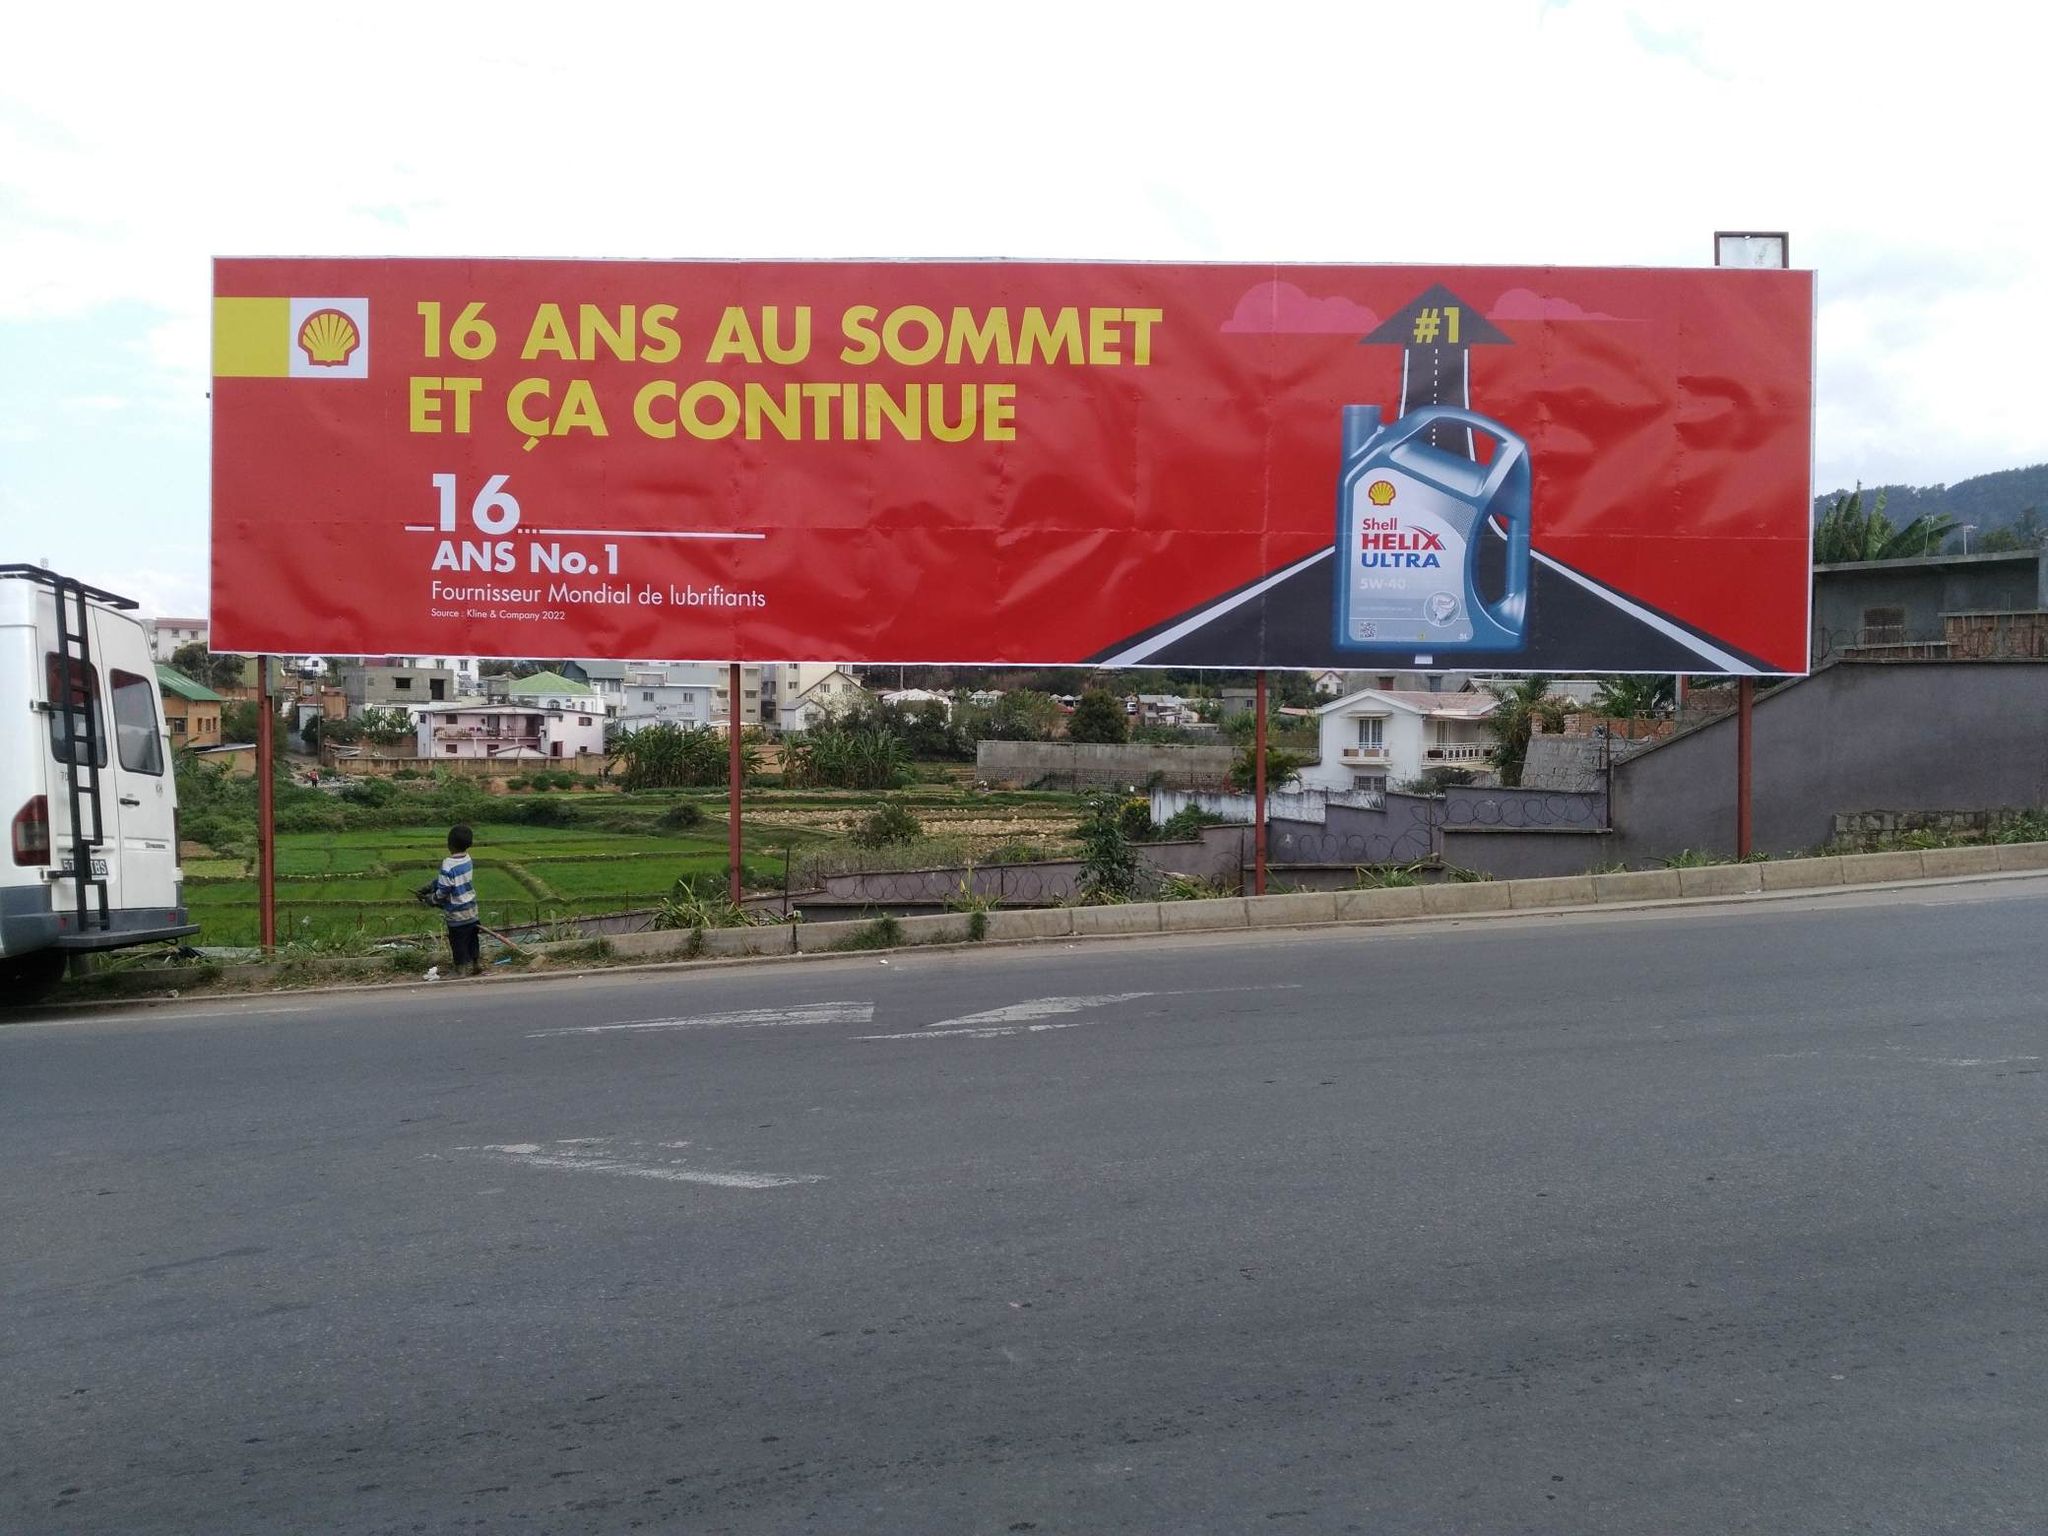 16 ANS AU SOMMET
ET ÇA CONTINUE
16
ANS No.1
Fournisseur Mondial de lubrifiants
Source : Kline & Company 2022
#1
Shell
HELIX
ULTRA
5W-40
5L